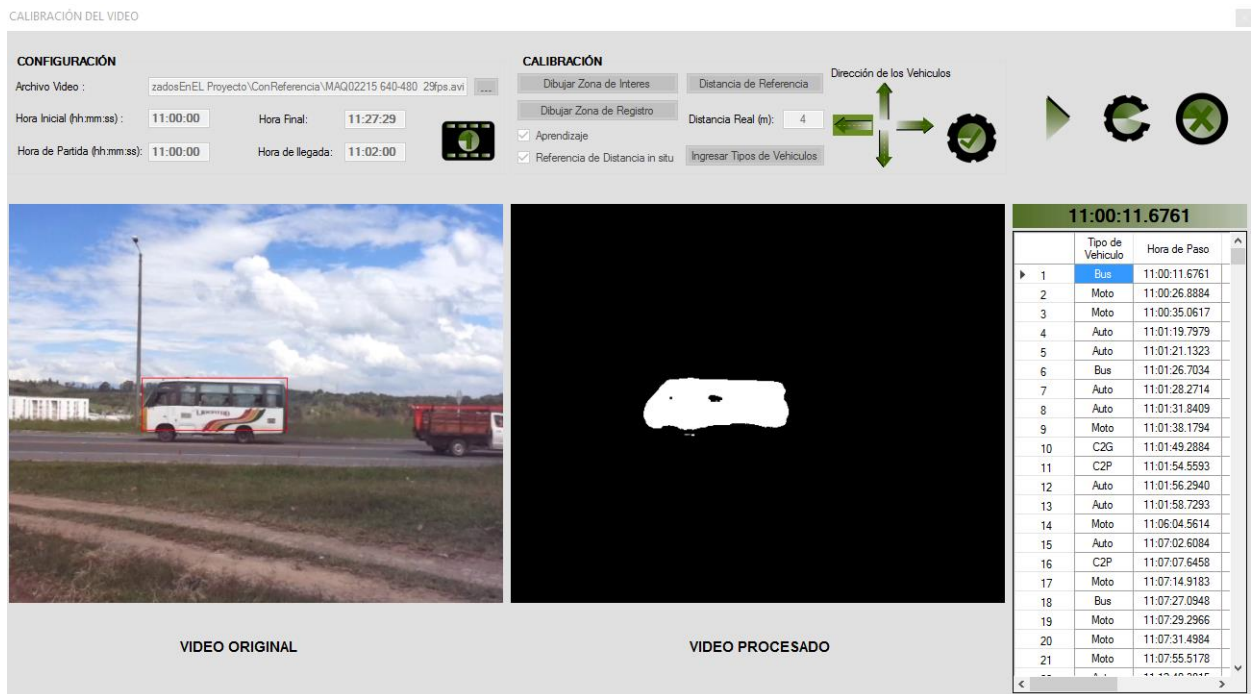 CALIBRACIÓN DEL VIDEO
CONFIGURACIÓN
Archivo Video : zadosEnEL Proyecto\ConReferencia\MAQ02215 640-480 29fps.avi ...
Hora Inicial (hh:mm:ss) : 11:00:00 Hora Final: 11:27:29
Hora de Partida (hh:mm:ss): 11:00:00 Hora de llegada: 11:02:00
CALIBRACIÓN
Dibujar Zona de Interes Distancia de Referencia
Dibujar Zona de Registro Distancia Real (m): 4
Aprendizaje
Referencia de Distancia in situ Ingresar Tipos de Vehiculos
Dirección de los Vehiculos
11:00:11.6761
Tipo de Vehiculo Hora de Paso
1 Bus 11:00:11.6761
2 Moto 11:00:26.8884
3 Moto 11:00:35.0617
4 Auto 11:01:19.7979
5 Auto 11:01:21.1323
6 Bus 11:01:26.7034
7 Auto 11:01:28.2714
8 Auto 11:01:31.8409
9 Moto 11:01:38.1794
10 C2G 11:01:49.2884
11 C2P 11:01:54.5593
12 Auto 11:01:56.2940
13 Auto 11:01:58.7293
14 Moto 11:06:04.5614
15 Auto 11:07:02.6084
16 C2P 11:07:07.6458
17 Moto 11:07:14.9183
18 Bus 11:07:27.0948
19 Moto 11:07:29.2966
20 Moto 11:07:31.4984
21 Moto 11:07:55.5178
VIDEO ORIGINAL
VIDEO PROCESADO